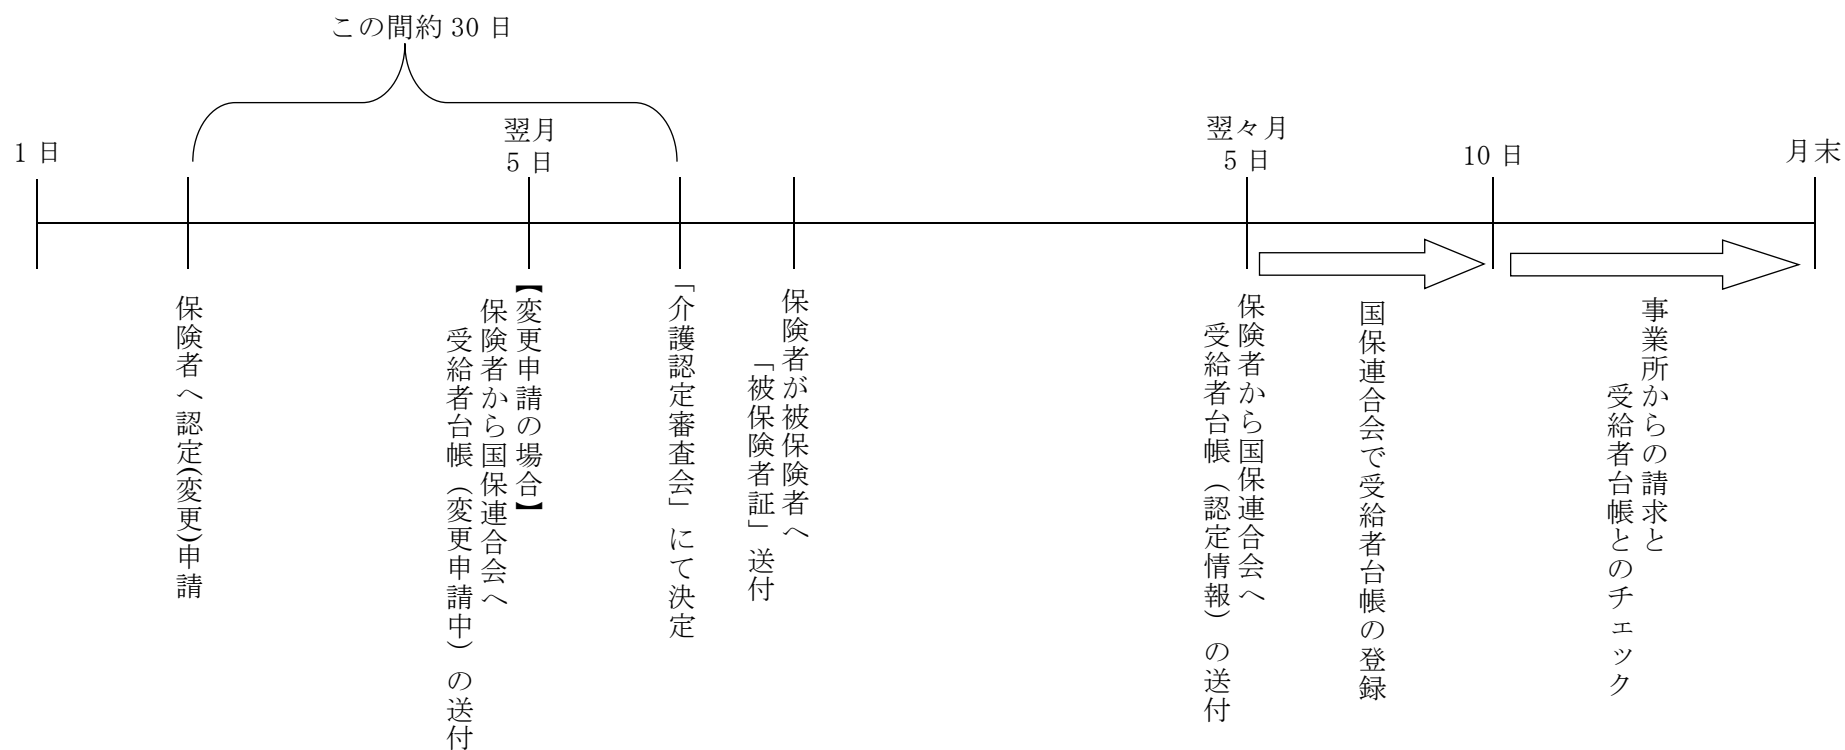 この間約 30 日
1 日
翌月
5 日
翌々月
5 日
10 日
月末
保険者へ認定(変更)申請
【変更申請の場合】
保険者から国保連合会へ
受給者台帳（変更申請中）の送付
「介護認定審査会」にて決定
保険者が被保険者へ
「被保険者証」送付
保険者から国保連合会へ
受給者台帳（認定情報）の送付
国保連合会で受給者台帳の登録
事業所からの請求と
受給者台帳とのチェック